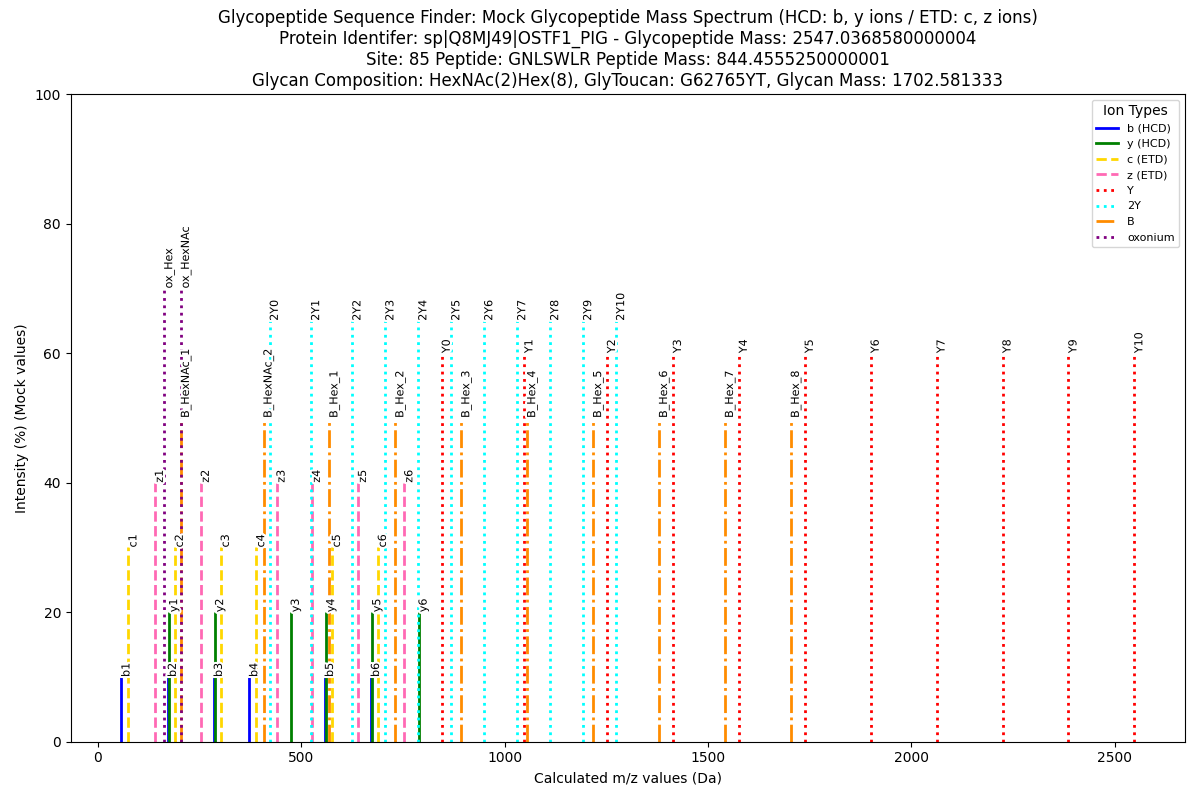 Glycopeptide Sequence Finder: Mock Glycopeptide Mass Spectrum (HCD: b, y ions / ETD: c, z ions)
Protein Identifer: sp|Q8MJ49|OSTF1_PIG - Glycopeptide Mass: 2547.0368580000004
Site: 85 Peptide: GNLSWLR Peptide Mass: 844.4555250000001
Glycan Composition: HexNAc(2)Hex(8), GlyToucan: G62765YT, Glycan Mass: 1702.581333
Intensity (%) (Mock values)
100
80
60
40
20
0
Ion Types
b (HCD)
y (HCD)
c (ETD)
z (ETD)
Y
2Y
B
oxonium
ox_Hex
ox_HexNAc
2Y0
2Y1
2Y2
2Y3
2Y4
2Y5
2Y6
2Y7
2Y8
2Y9
2Y10
Y0
Y1
Y2
Y3
Y4
Y5
Y6
Y7
Y8
Y9
Y10
B_HexNAc_1
B_HexNAc_2
B_Hex_1
B_Hex_2
B_Hex_3
B_Hex_4
B_Hex_5
B_Hex_6
B_Hex_7
B_Hex_8
z1
z2
z3
z4
z5
z6
c1
c2
c3
c4
c5
c6
y1
y2
y3
y4
y5
y6
b1
b2
b3
b4
b5
b6
0
500
1000
1500
2000
2500
Calculated m/z values (Da)